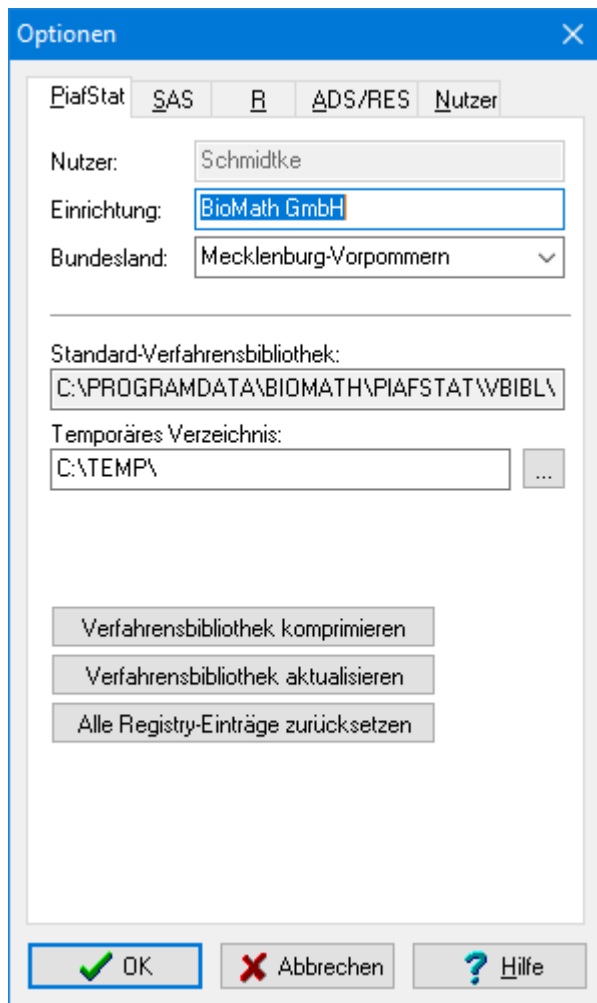 Optionen
PiafStat SAS R ADS/RES Nutzer
Nutzer: Schmidtke
Einrichtung: BioMath GmbH
Bundesland: Mecklenburg-Vorpommern
Standard-Verfahrensbibliothek:
C:\PROGRAMDATA\BIOMATH\PIAFSTAT\VBIBL\
Temporäres Verzeichnis:
C:\TEMP\ ...
Verfahrensbibliothek komprimieren
Verfahrensbibliothek aktualisieren
Alle Registry-Einträge zurücksetzen
OK Abbrechen ? Hilfe